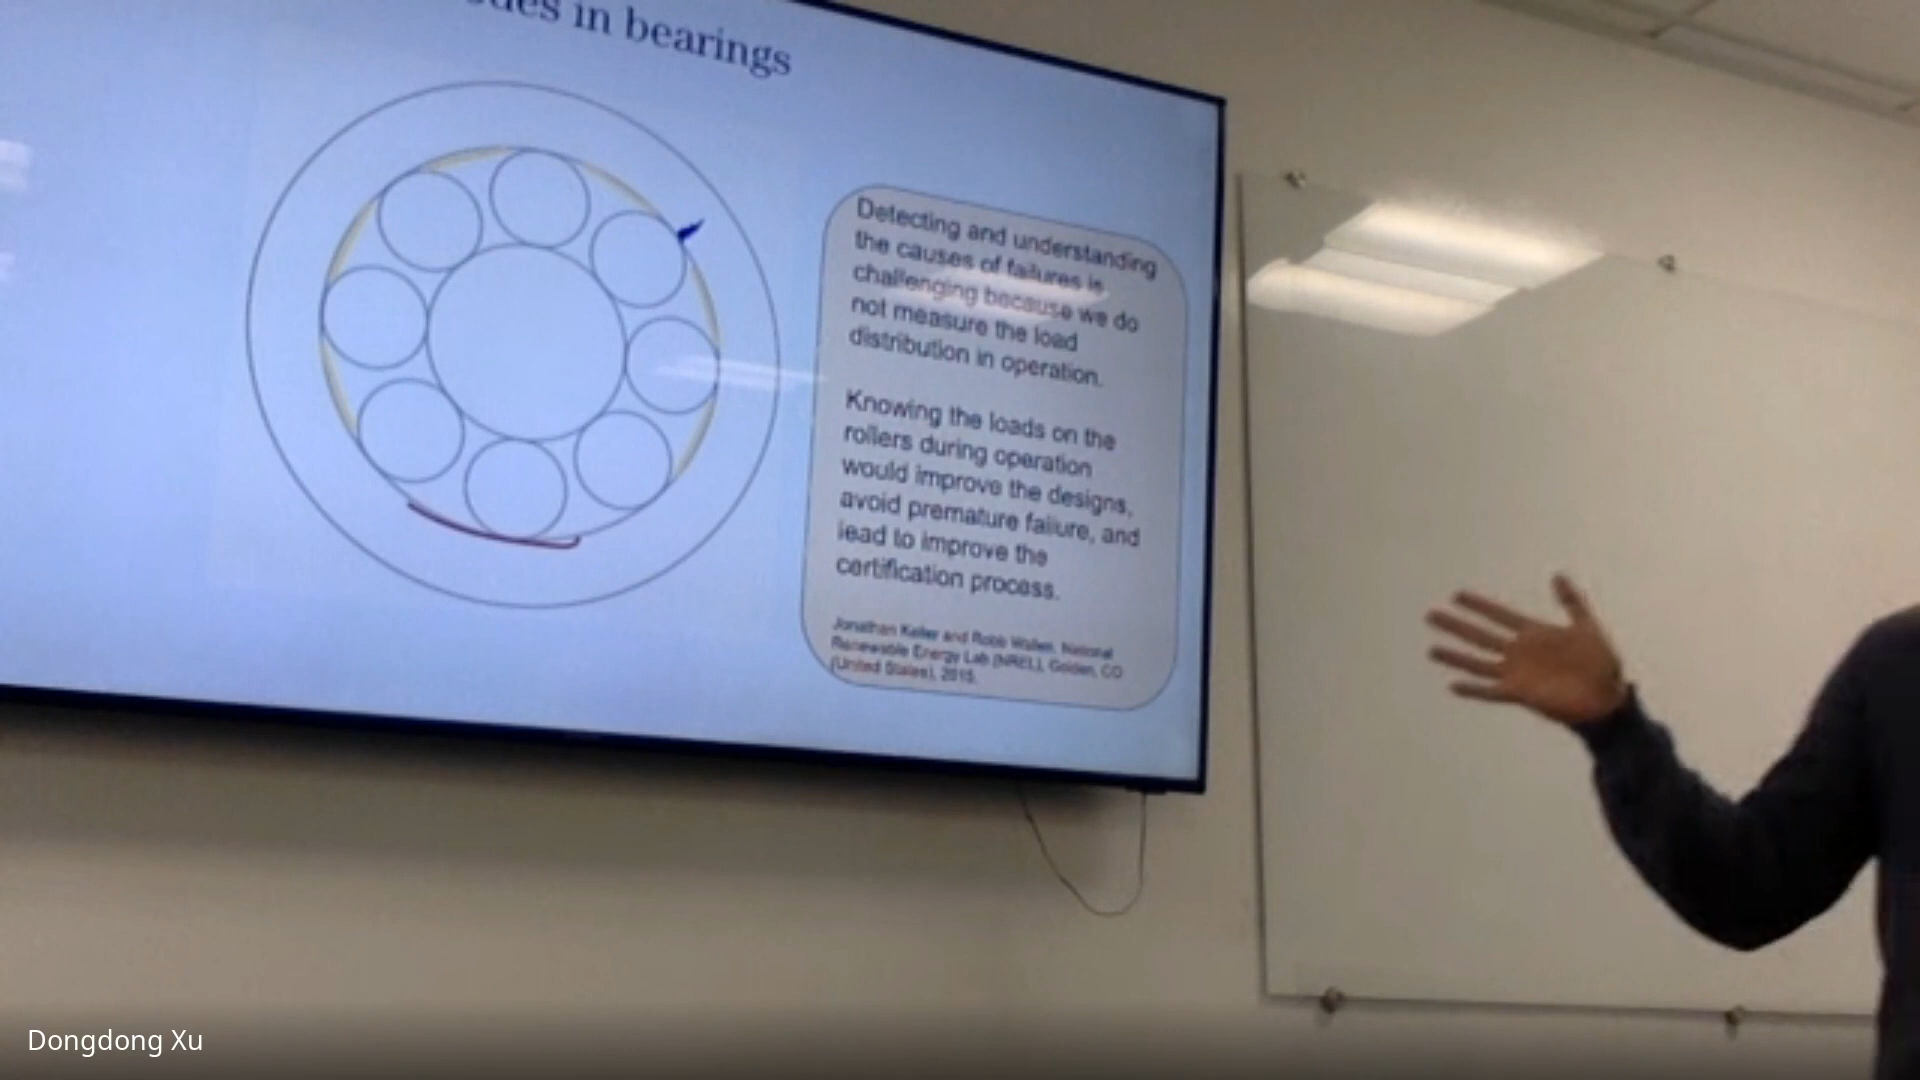 in bearings
Detecting and understanding
the causes of failures is
challenging because we do
not measure the load
distribution in operation.
Knowing the loads on the
rollers during operation
would improve the designs,
avoid premature failure, and
lead to improve the
certification process.
Jonathan Keller and Robb Wallen. National
Renewable Energy Lab.(NREL), Golden, CO
(United States), 2015.
Dongdong Xu